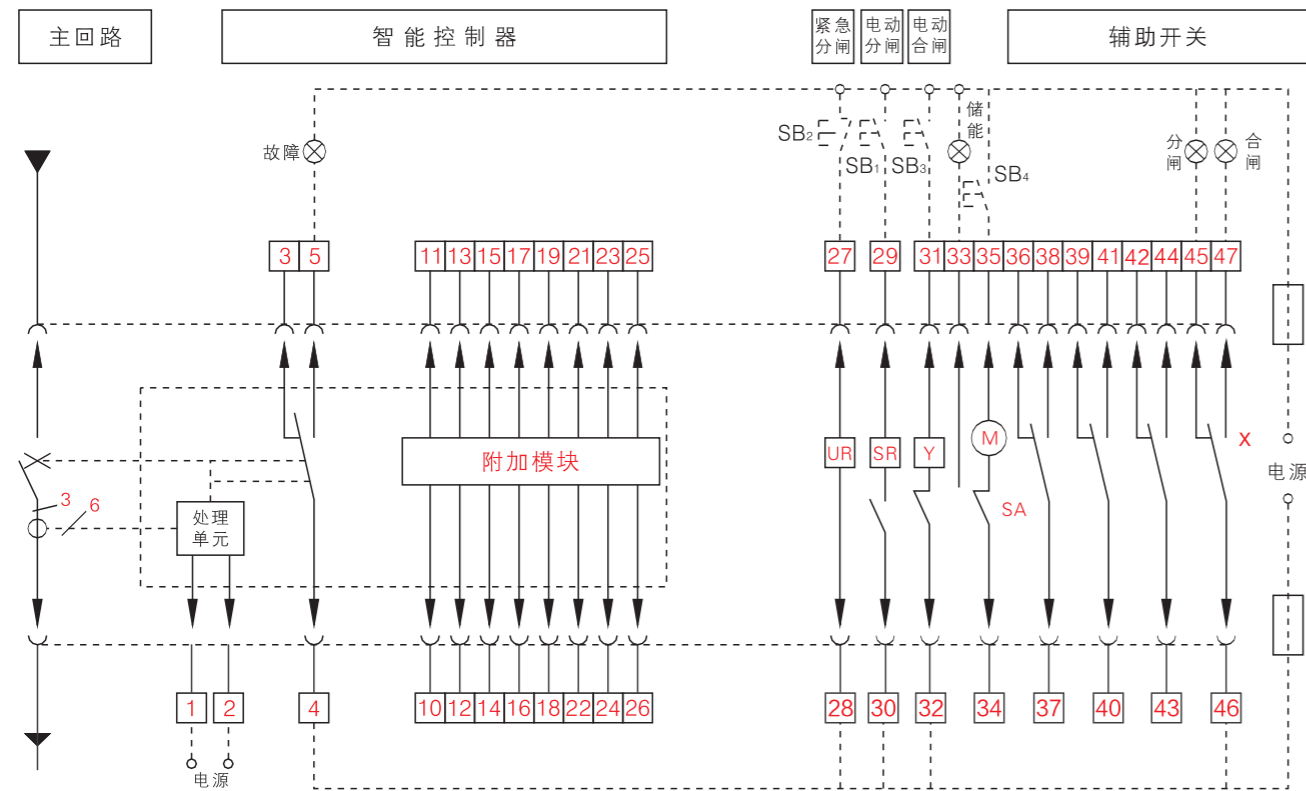 主回路
智能控制器
紧急
分闸
电动
分闸
电动
合闸
辅助开关
故障
SB₂
SB₁
SB₃
储
能
SB₄
分
闸
合
闸
3 5 11 13 15 17 19 21 23 25 27 29 31 33 35 36 38 39 41 42 44 45 47
附加模块
UR
SR
Y
M
SA
X
电源
3
6
处理
单元
1 2 4 10 12 14 16 18 22 24 26 28 30 32 34 37 40 43 46
电源